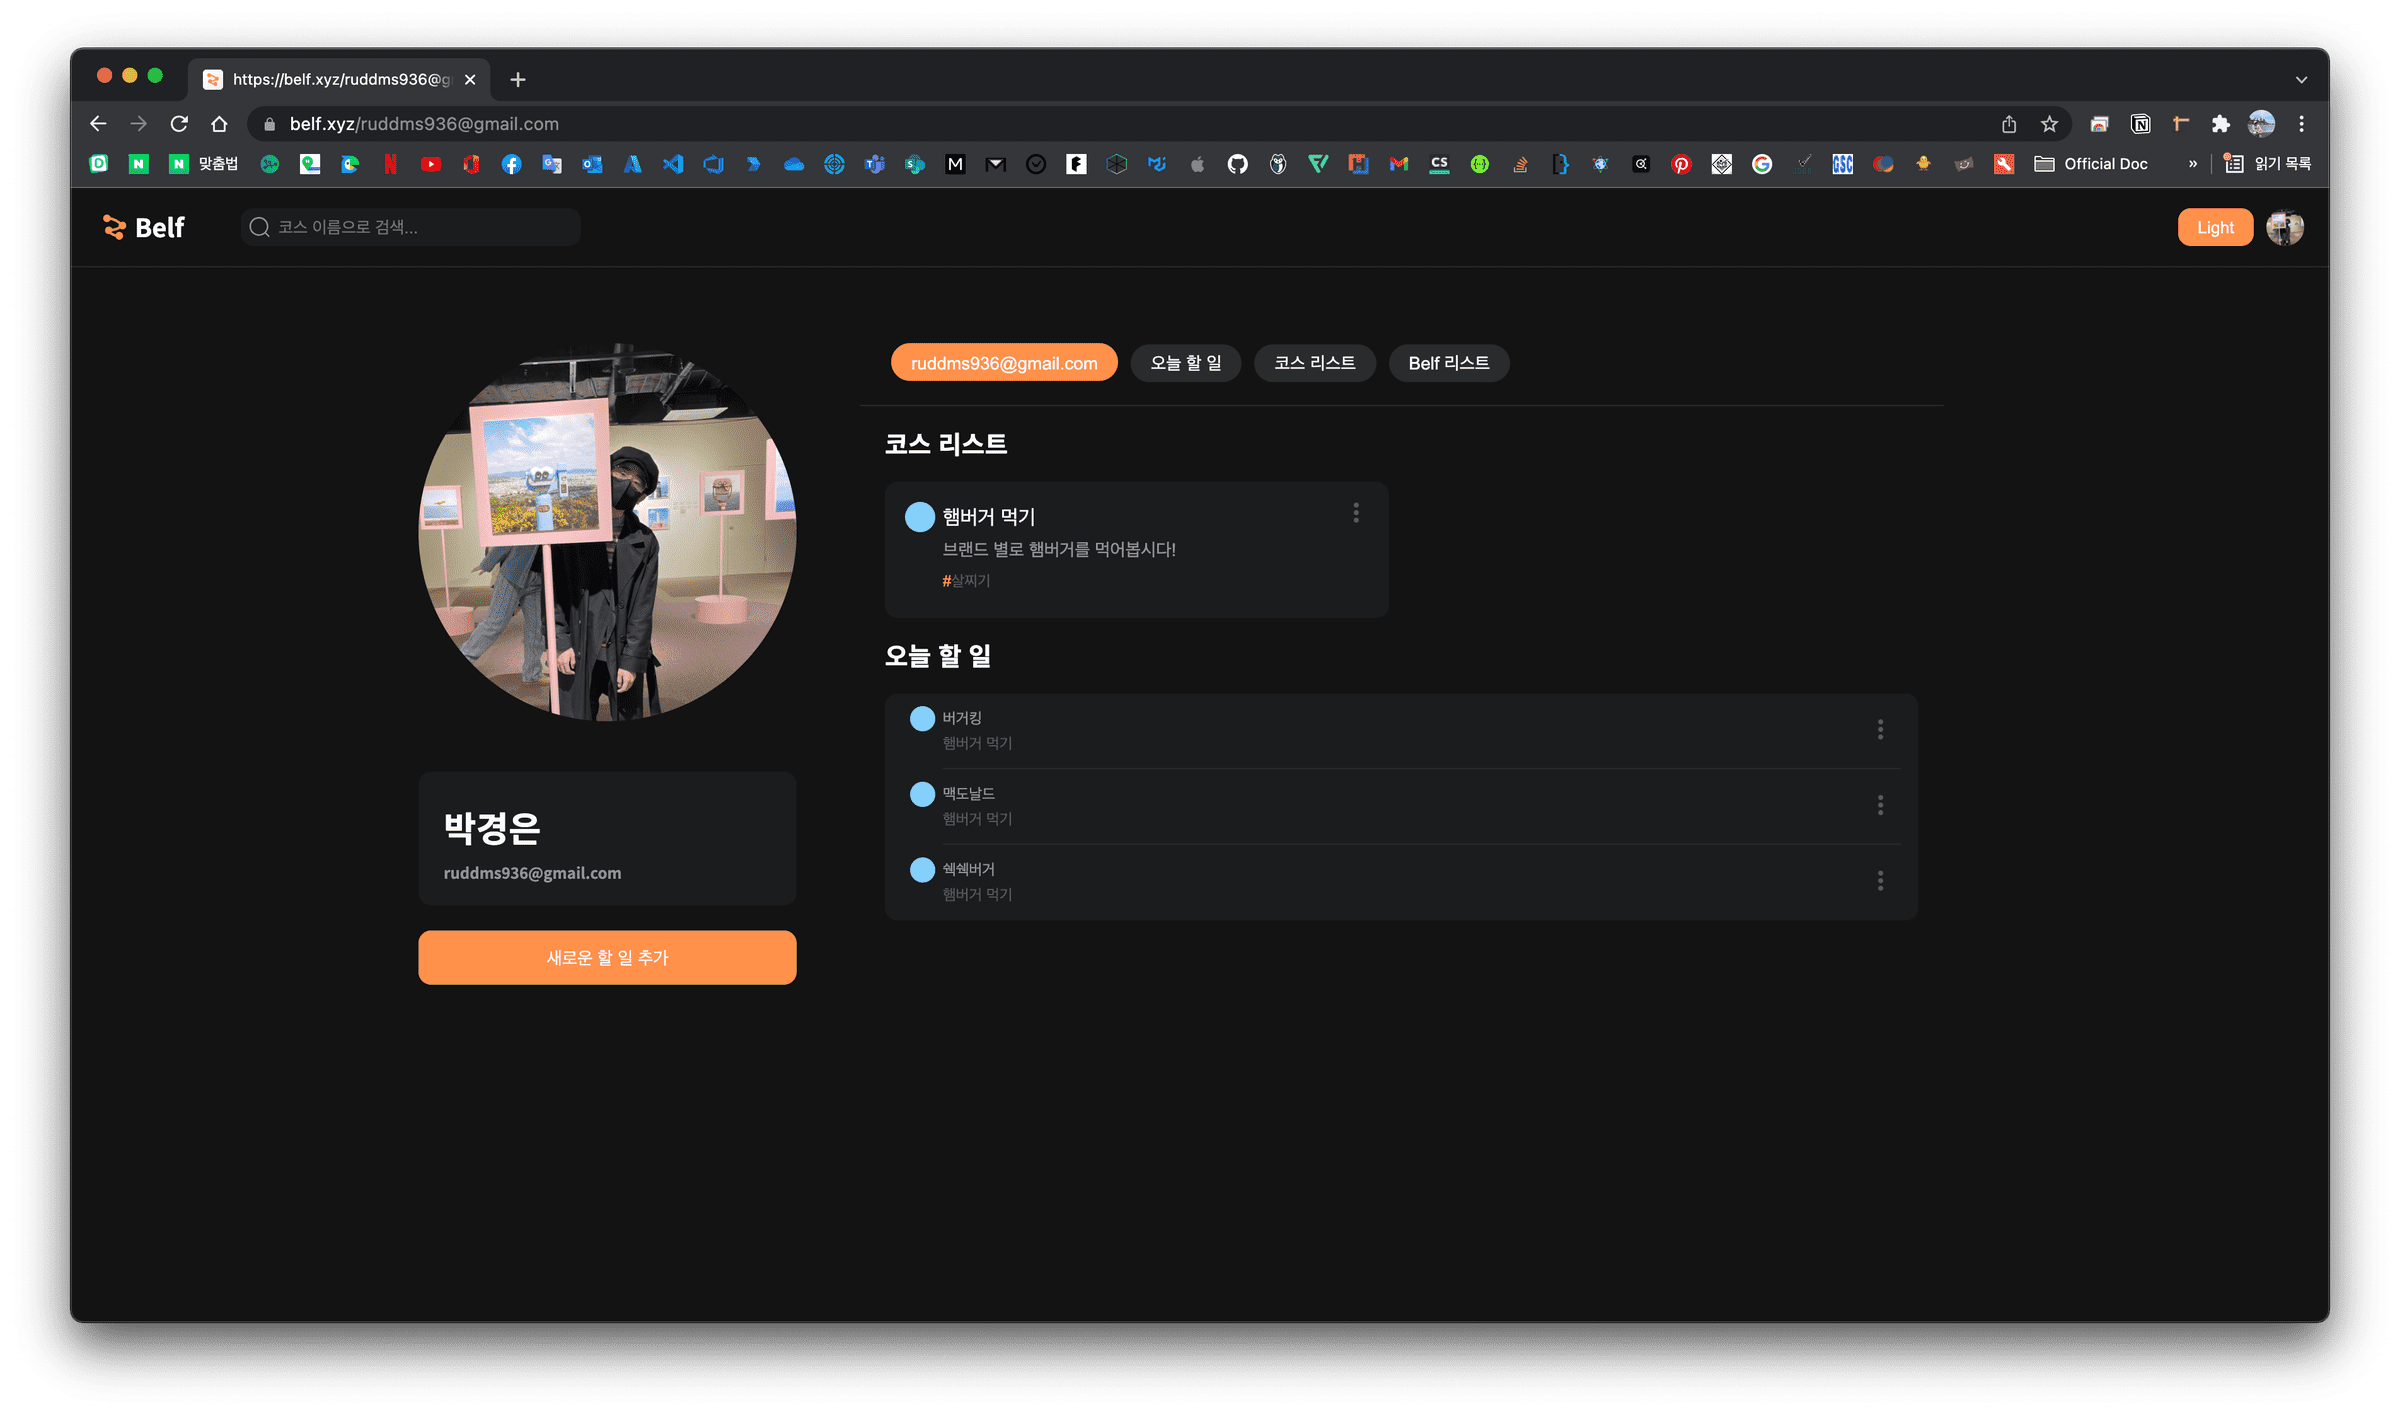 https://belf.xyz/ruddms936@g
belf.xyz/ruddms936@gmail.com
맞춤법
Official Doc
»
읽기 목록
Belf
코스 이름으로 검색...
Light
ruddms936@gmail.com
오늘 할 일
코스 리스트
Belf 리스트
코스 리스트
햄버거 먹기
브랜드 별로 햄버거를 먹어봅시다!
#살찌기
오늘 할 일
버거킹
햄버거 먹기
맥도날드
햄버거 먹기
쉑쉑버거
햄버거 먹기
박경은
ruddms936@gmail.com
새로운 할 일 추가